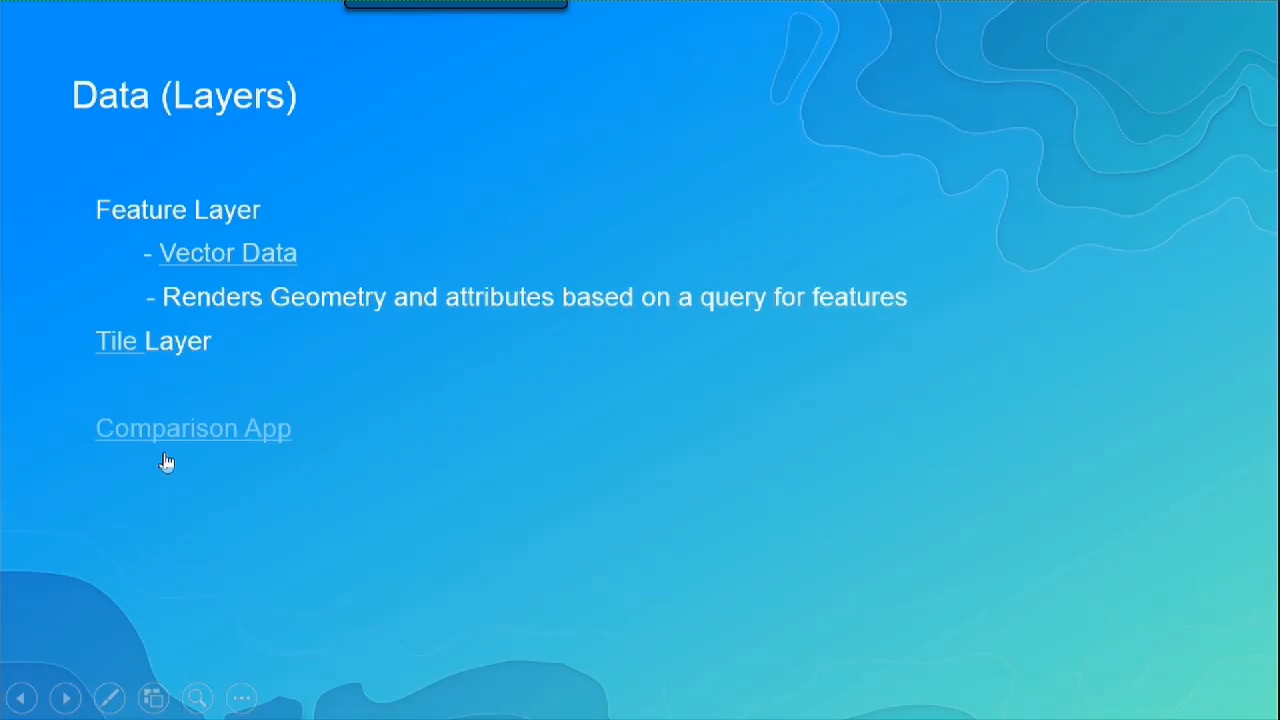 Data (Layers)
Feature Layer
- Vector Data
- Renders Geometry and attributes based on a query for features
Tile Layer
Comparison App